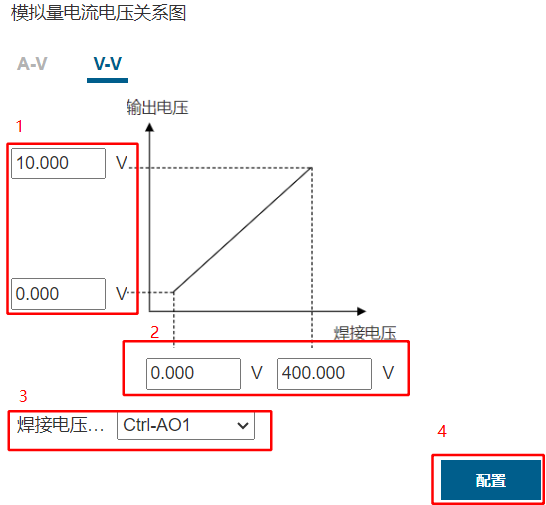 模拟量电流电压关系图
A-V V-V
输出电压
1
10.000 V
0.000 V
焊接电压
2
0.000 V 400.000 V
3
焊接电压... Ctrl-AO1
4
配置